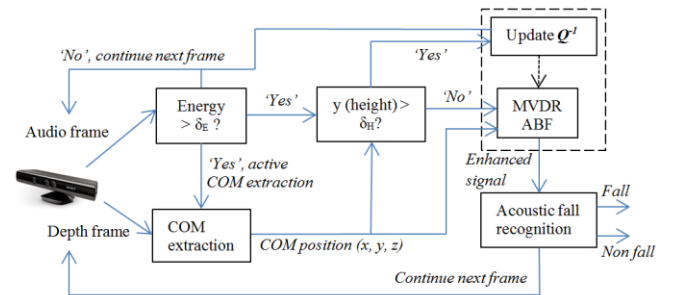 Update Q⁻¹
'No', continue next frame
'Yes'
Energy
> δE ?
'Yes'
y (height) >
δH?
'No'
MVDR
ABF
Audio frame
'Yes', active
COM extraction
Enhanced
signal
Fall
Acoustic fall
recognition
Depth frame
COM
extraction
COM position (x, y, z)
Non fall
Continue next frame